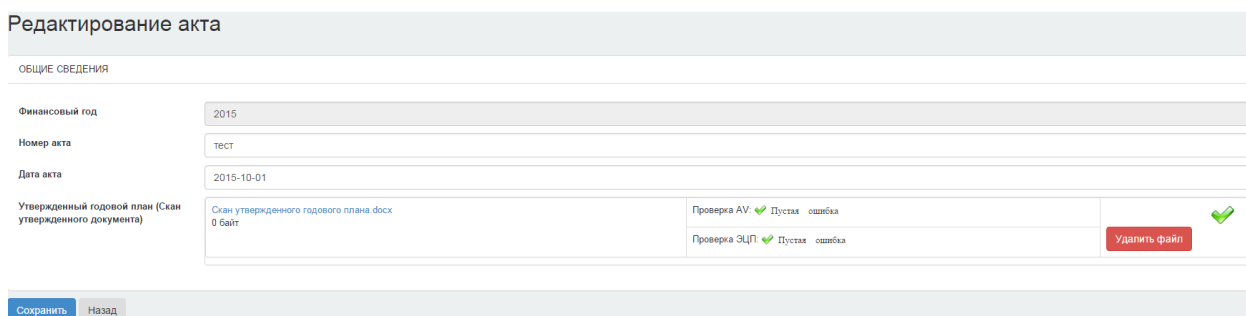 Редактирование акта
ОБЩИЕ СВЕДЕНИЯ
Финансовый год
2015
Номер акта
тест
Дата акта
2015-10-01
Утвержденный годовой план (Скан
утвержденного документа)
Скан утвержденного годового плана.docx
0 байт
Проверка AV: Пустая ошибка
Проверка ЭЦП: Пустая ошибка
Удалить файл
Сохранить Назад